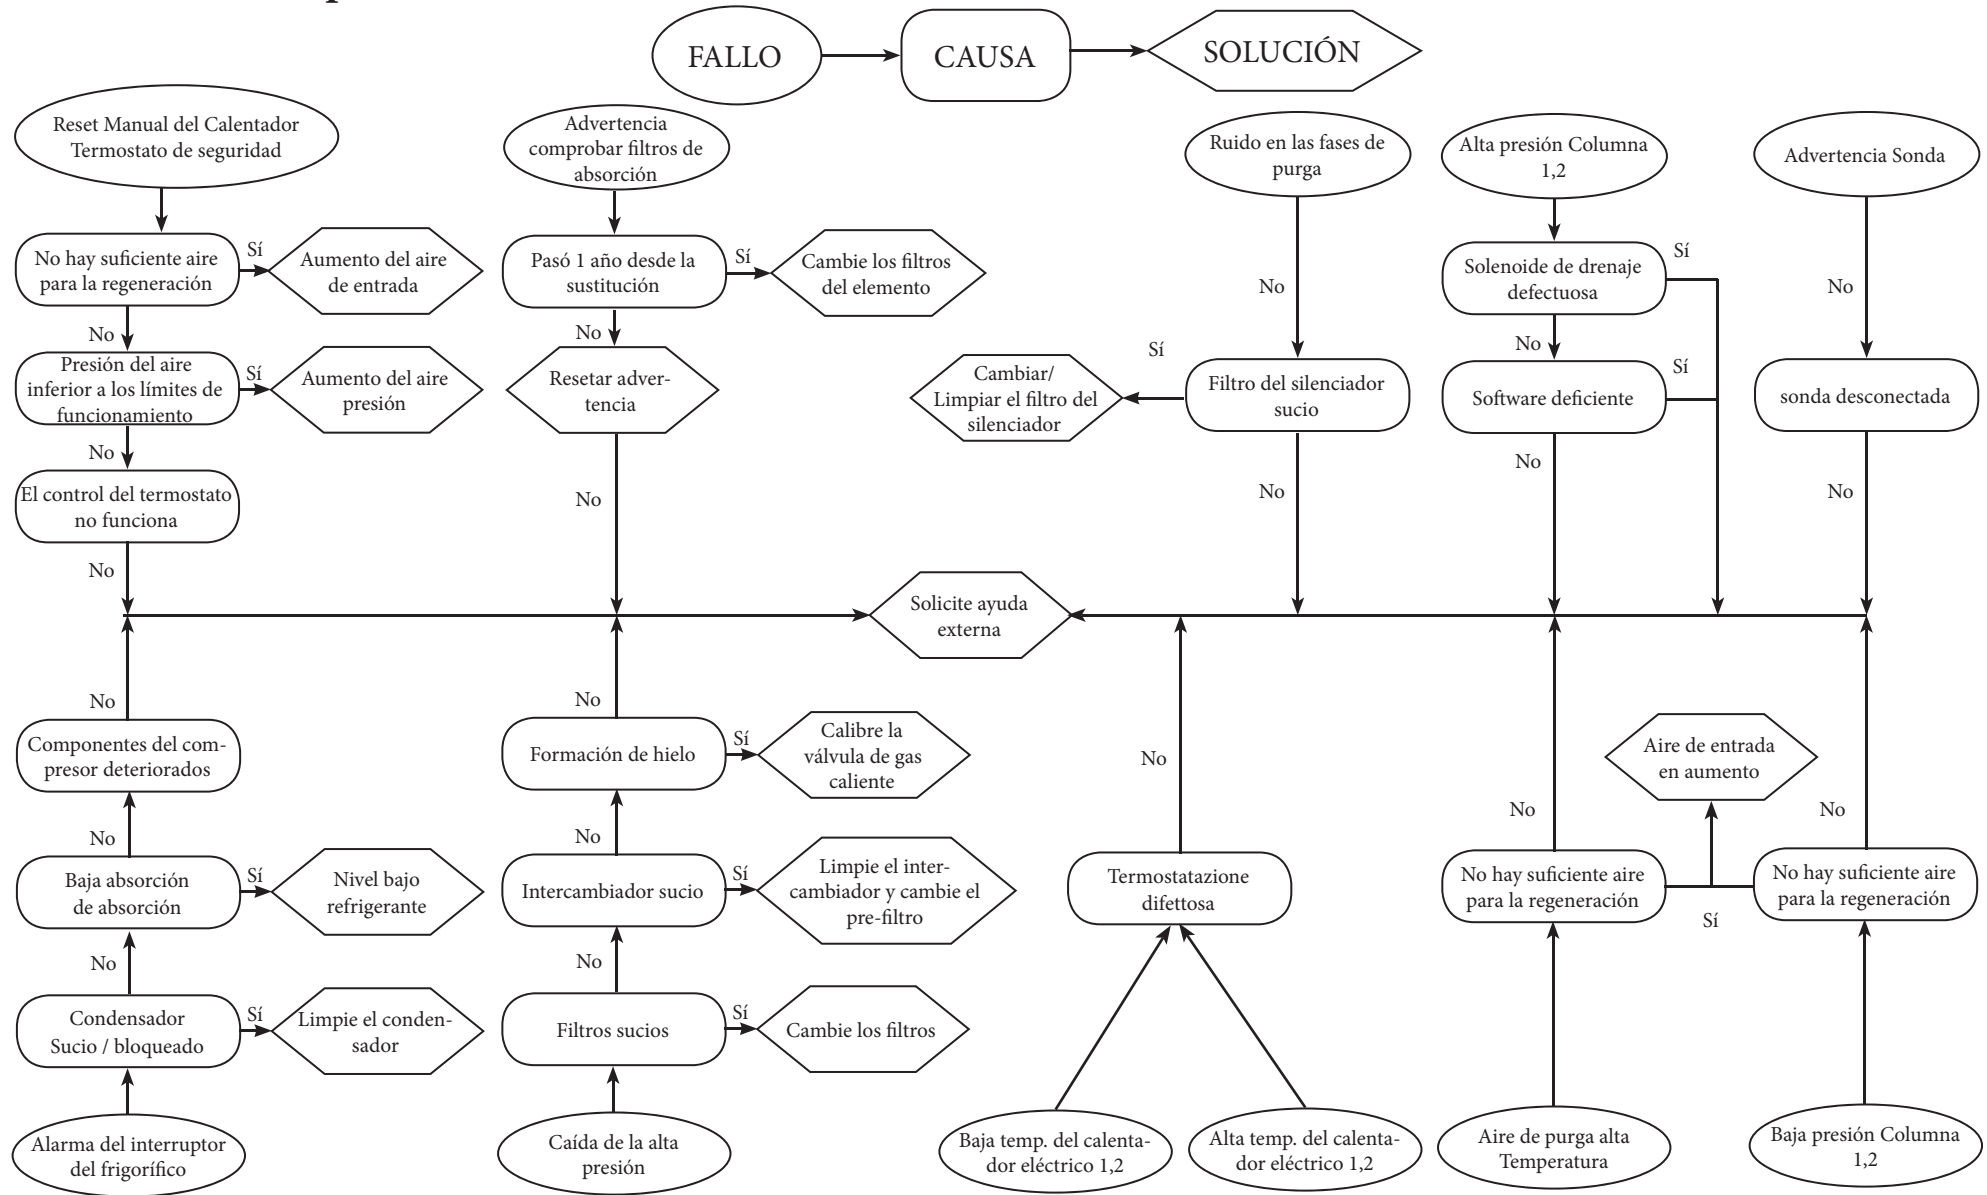 FALLO
CAUSA
SOLUCIÓN
Reset Manual del Calentador
Termostato de seguridad
No hay suficiente aire
para la regeneración
Sí
Aumento del aire
de entrada
No
Presión del aire
inferior a los límites de
funcionamiento
Sí
Aumento del aire
presión
No
El control del termostato
no funciona
No
Advertencia
comprobar filtros de
absorción
Pasó 1 año desde la
sustitución
Sí
Cambie los filtros
del elemento
No
Resetar adver-
tencia
No
Ruido en las fases de
purga
No
Filtro del silenciador
sucio
Sí
Cambiar/
Limpiar el filtro del
silenciador
No
Alta presión Columna
1,2
Solenoide de drenaje
defectuosa
Sí
No
Software deficiente
Sí
No
Advertencia Sonda
No
sonda desconectada
No
Solicite ayuda
externa
No
Componentes del com-
presor deteriorados
No
Baja absorción
de absorción
Sí
Nivel bajo
refrigerante
No
Condensador
Sucio / bloqueado
Sí
Limpie el conden-
sador
Alarma del interruptor
del frigorífico
No
Formación de hielo
Sí
Calibre la
válvula de gas
caliente
No
Intercambiador sucio
Sí
Limpie el inter-
cambiador y cambie el
pre-filtro
No
Filtros sucios
Sí
Cambie los filtros
Caída de la alta
presión
No
Termostatazione
difettosa
Baja temp. del calenta-
dor eléctrico 1,2
Alta temp. del calenta-
dor eléctrico 1,2
No
Aire de entrada
en aumento
No
No hay suficiente aire
para la regeneración
Sí
No hay suficiente aire
para la regeneración
Aire de purga alta
Temperatura
Baja presión Columna
1,2